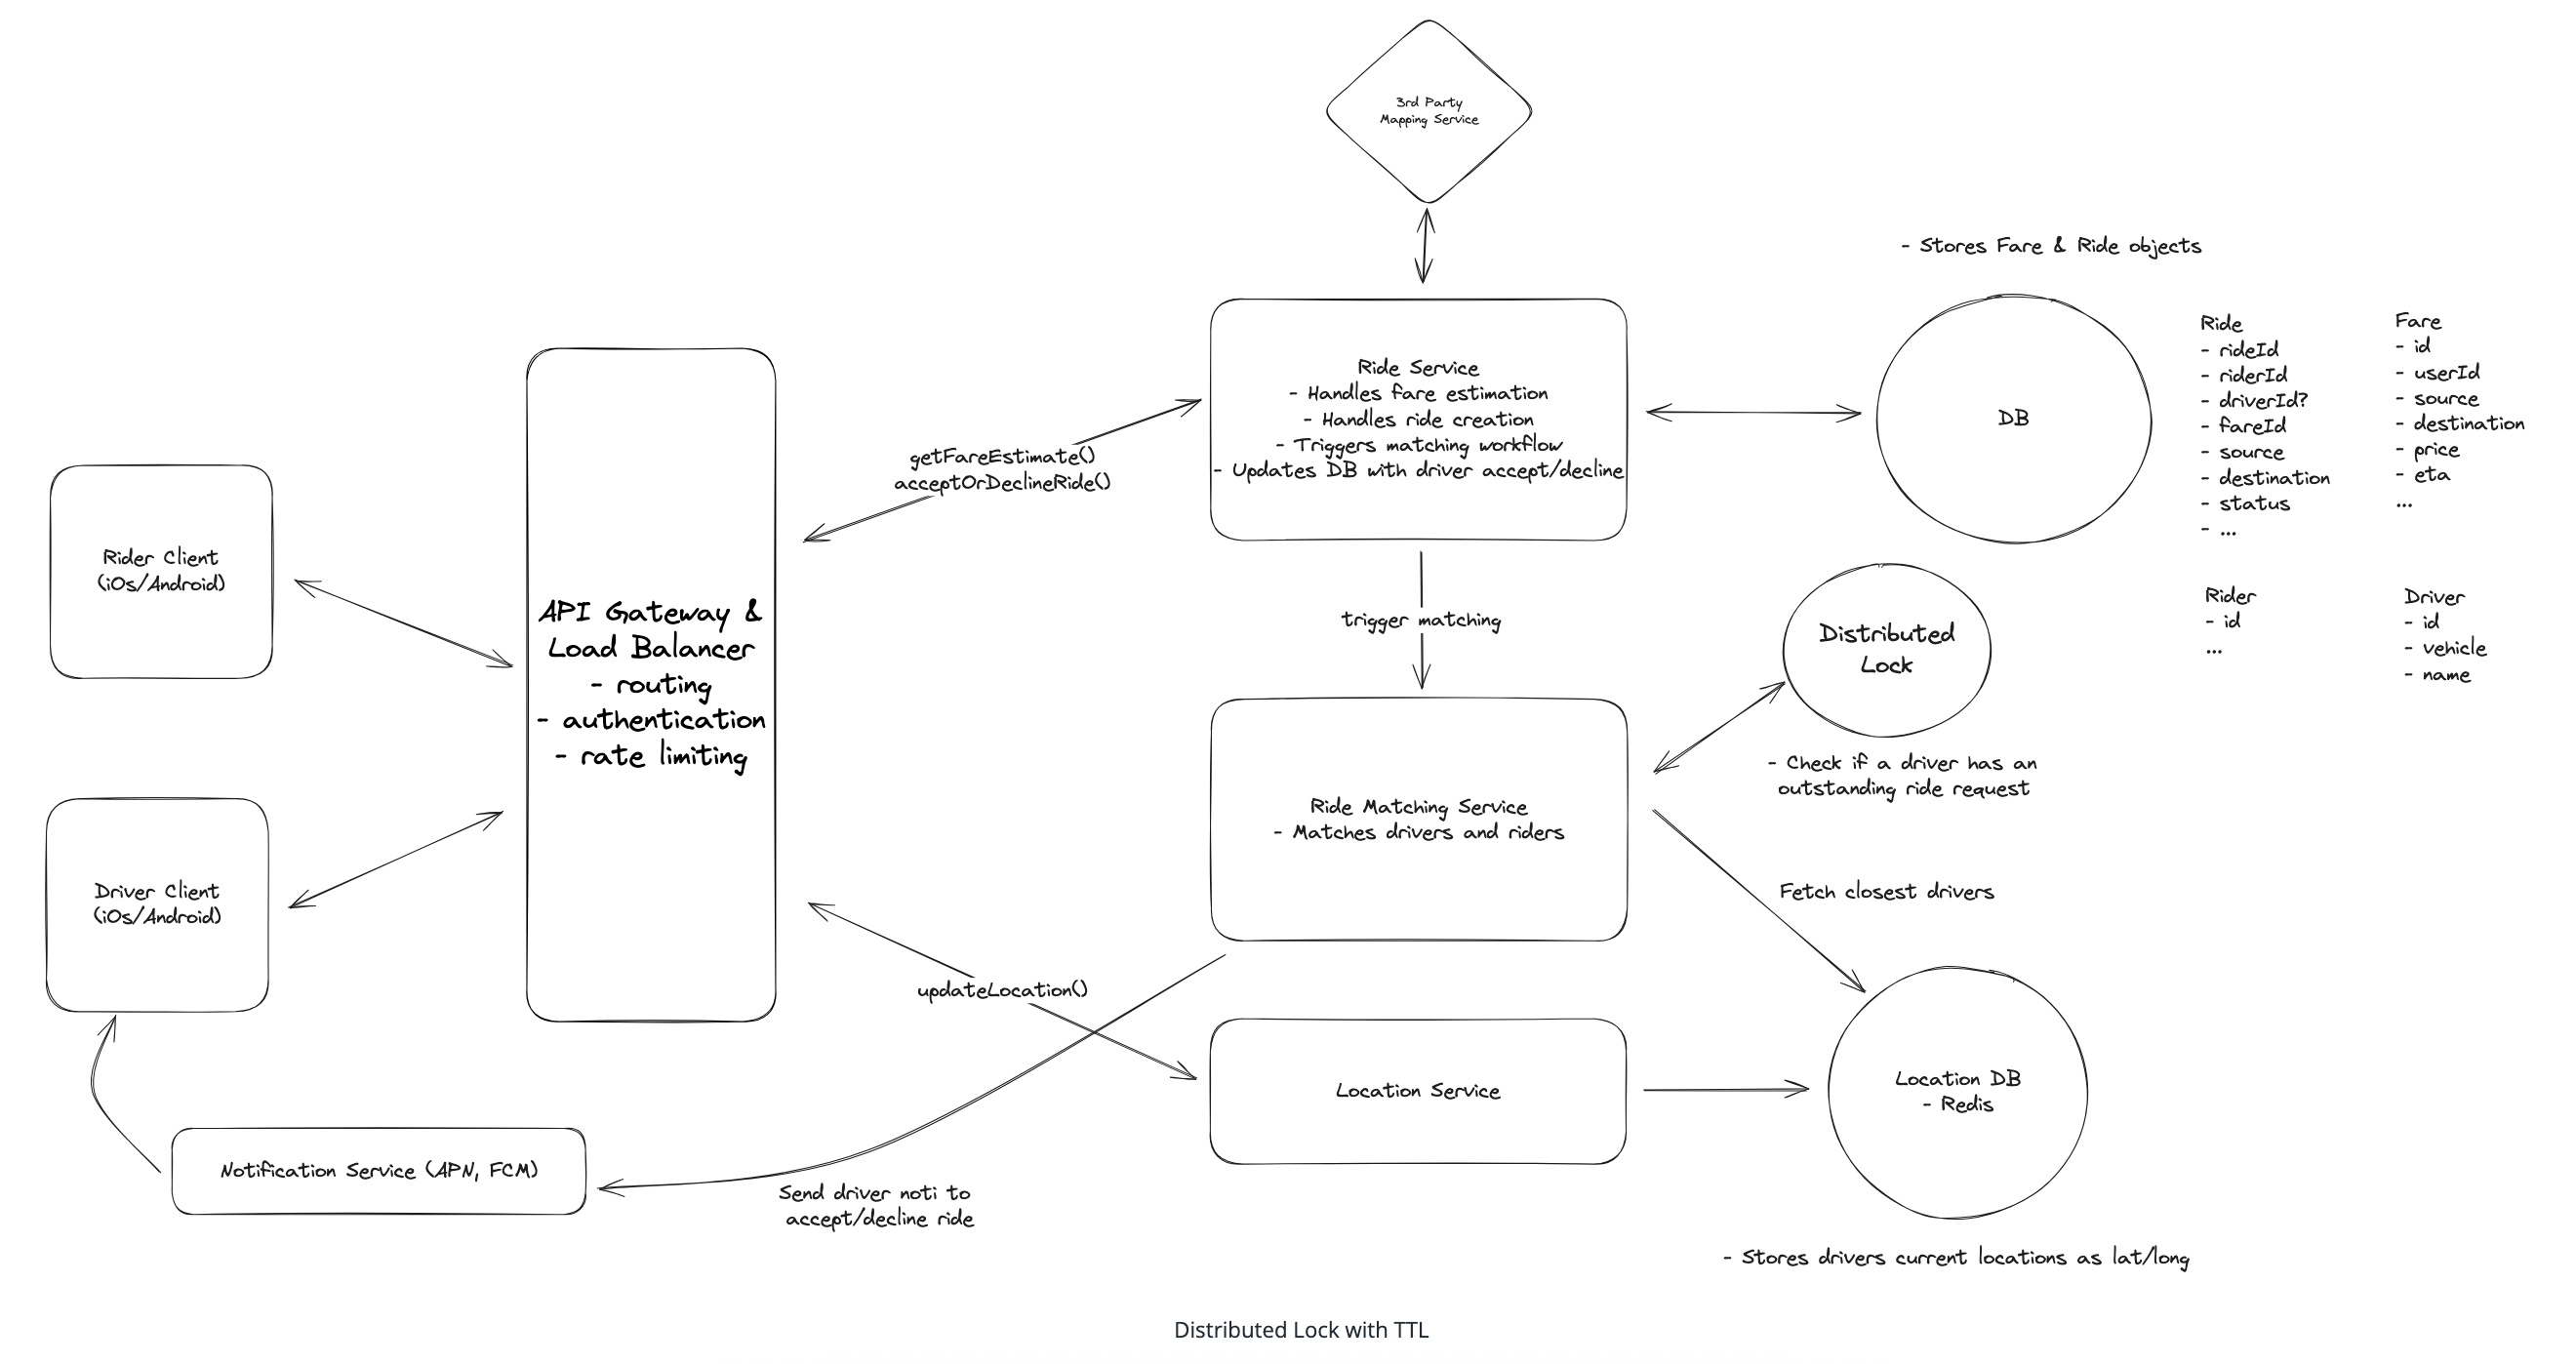 3rd Party
Mapping Service
- Stores Fare & Ride objects
Ride Service
- Handles fare estimation
- Handles ride creation
- Triggers matching workflow
- Updates DB with driver accept/decline
DB
Ride
- rideId
- riderId
- driverId?
- fareId
- source
- destination
- status
- ...
Fare
- id
- userId
- source
- destination
- price
- eta
...
getFareEstimate()
acceptOrDeclineRide()
Rider Client
(iOs/Android)
API Gateway &
Load Balancer
- routing
- authentication
- rate limiting
trigger matching
Distributed
Lock
Rider
- id
...
Driver
- id
- vehicle
- name
- Check if a driver has an
outstanding ride request
Ride Matching Service
- Matches drivers and riders
Driver Client
(iOs/Android)
Fetch closest drivers
updateLocation()
Location Service
Location DB
- Redis
Notification Service (APN, FCM)
Send driver noti to
accept/decline ride
- Stores drivers current locations as lat/long
Distributed Lock with TTL